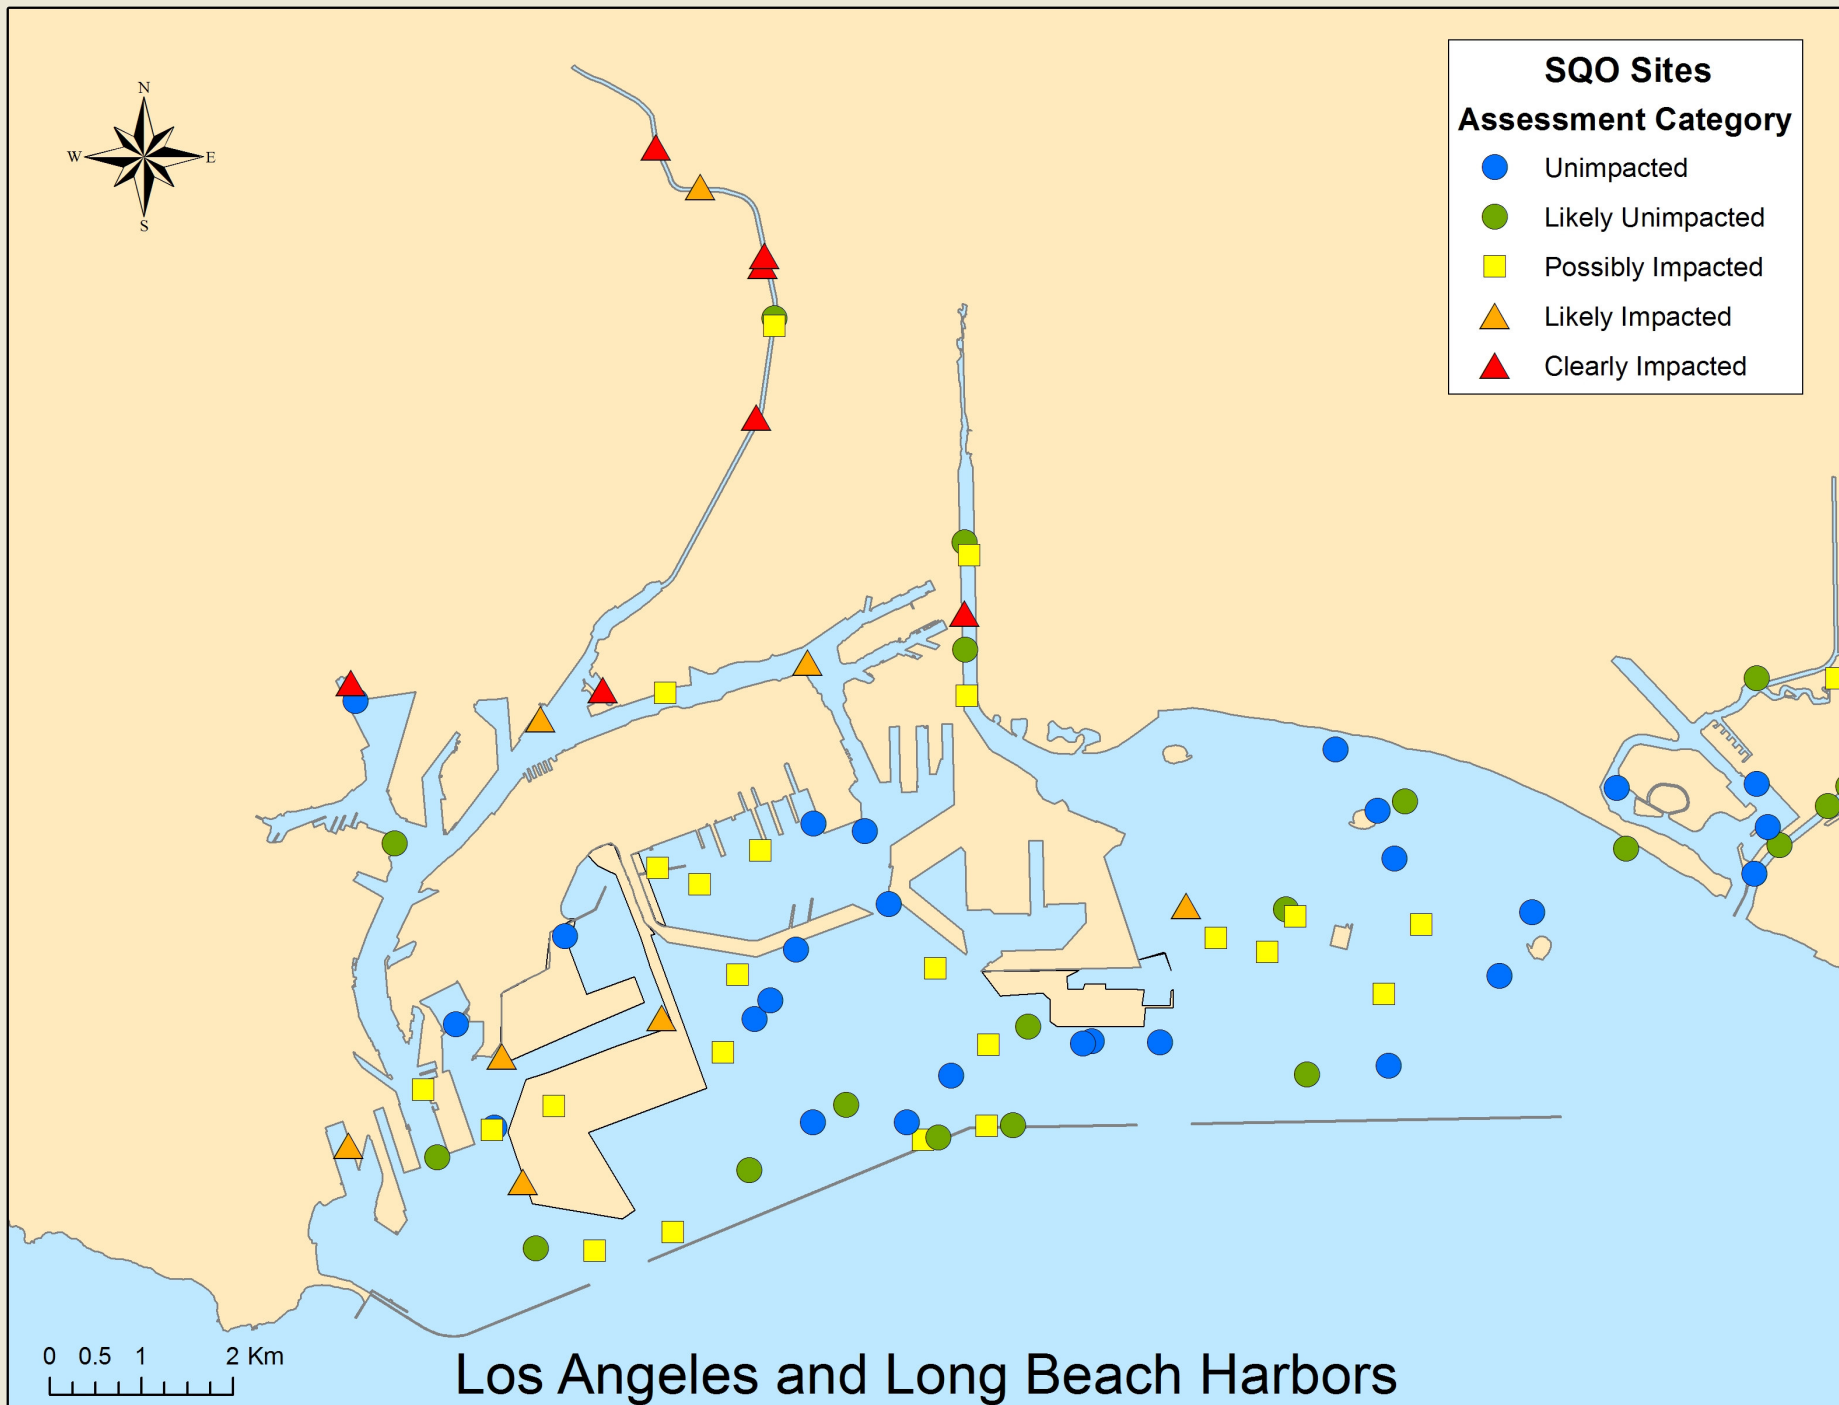 N
W
E
S
SQO Sites
Assessment Category
Unimpacted
Likely Unimpacted
Possibly Impacted
Likely Impacted
Clearly Impacted
0 0.5 1 2 Km
Los Angeles and Long Beach Harbors